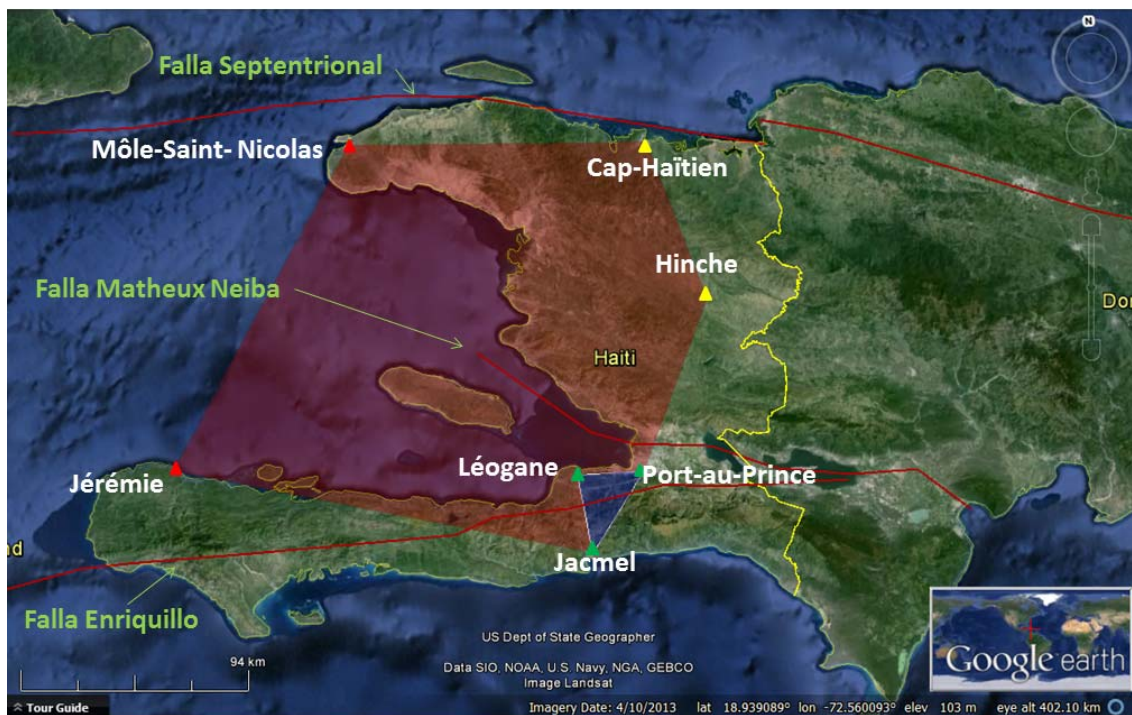 N
Falla Septentrional
Môle-Saint- Nicolas
Cap-Haïtien
Hinche
Falla Matheux Neiba
Haiti
Léogane
Port-au-Prince
Jérémie
Jacmel
Falla Enriquillo
US Dept of State Geographer
94 km
Data SIO, NOAA, U.S. Navy, NGA, GEBCO
Image Landsat
Google earth
Tour Guide
Imagery Date: 4/10/2013 lat 18.939089° lon -72.560093° elev 103 m eye alt 402.10 km